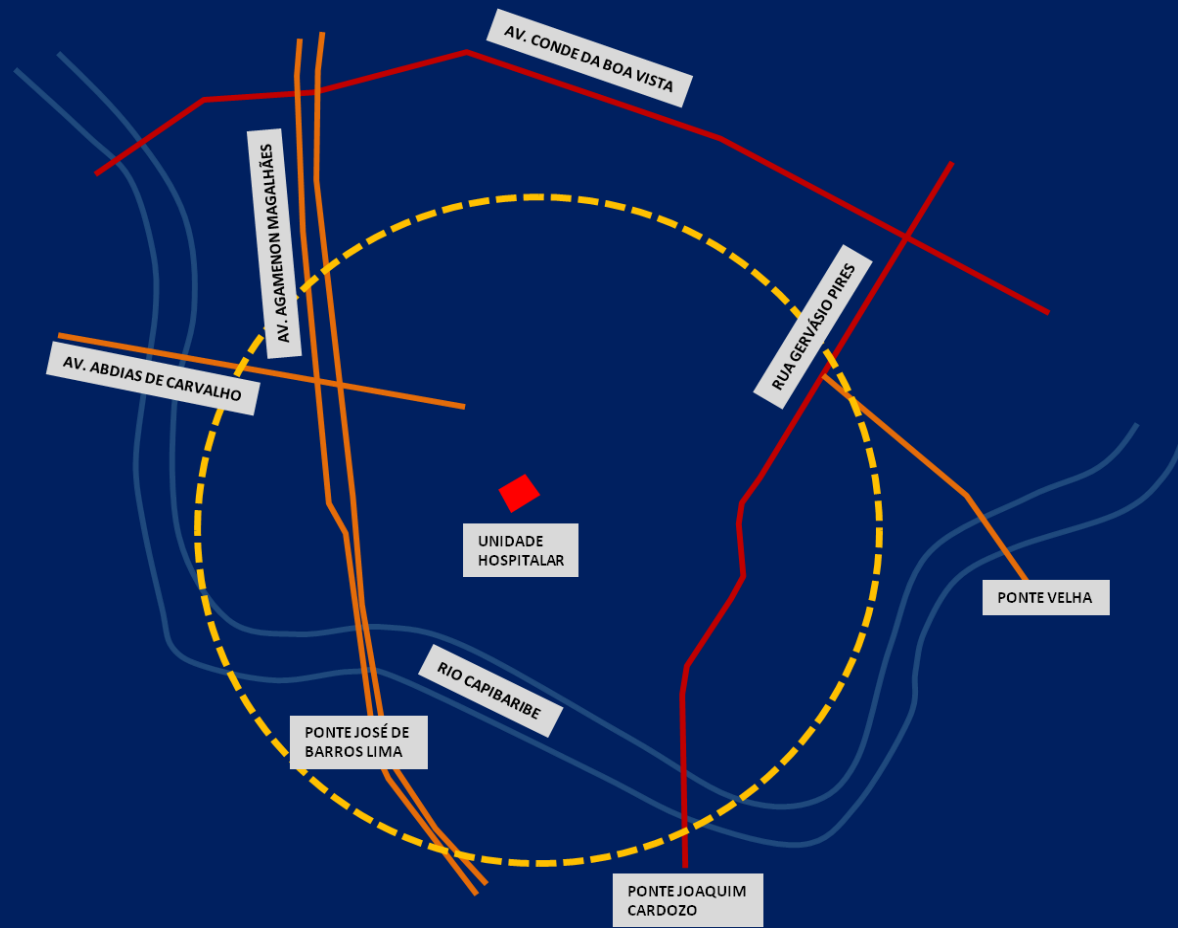 AV. CONDE DA BOA VISTA
AV. AGAMENON MAGALHÃES
RUA GERVÁSIO PIRES
AV. ABDIAS DE CARVALHO
UNIDADE
HOSPITALAR
PONTE VELHA
RIO CAPIBARIBE
PONTE JOSÉ DE
BARROS LIMA
PONTE JOAQUIM
CARDOZO